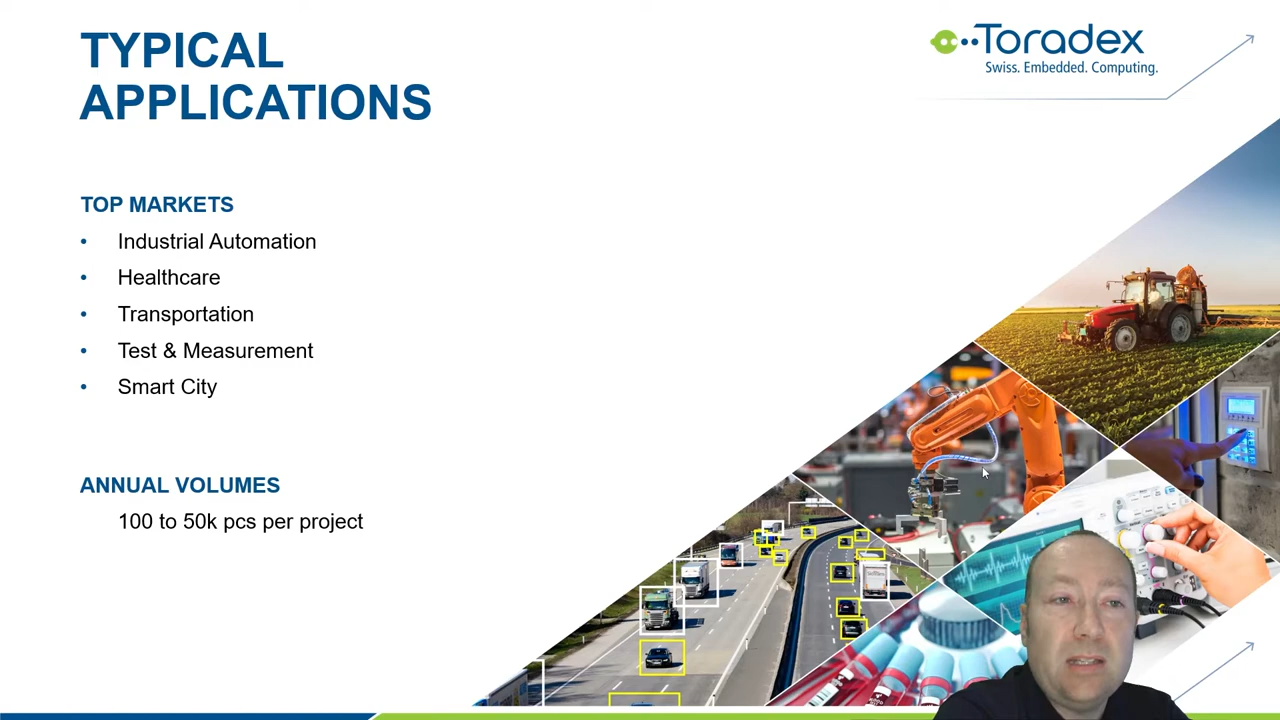 TYPICAL
APPLICATIONS
Toradex
Swiss. Embedded. Computing.
TOP MARKETS
• Industrial Automation
• Healthcare
• Transportation
• Test & Measurement
• Smart City
ANNUAL VOLUMES
100 to 50k pcs per project